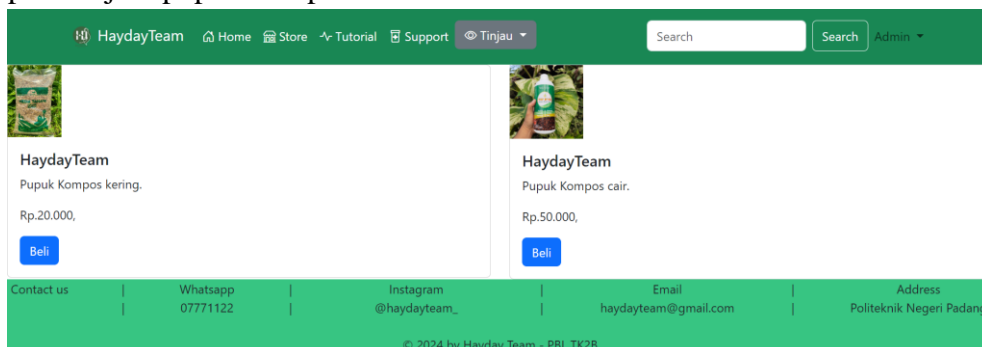 HaydayTeam Home Store Tutorial Support Tinjau Search Search Admin
HaydayTeam
Pupuk Kompos kering.
Rp.20.000,
Beli
HaydayTeam
Pupuk Kompos cair.
Rp.50.000,
Beli
Contact us | Whatsapp | Instagram | Email | Address
| 07771122 | @haydayteam_ | haydayteam@gmail.com | Politeknik Negeri Padang
© 2024 by Hayday Team - PBL TK2B